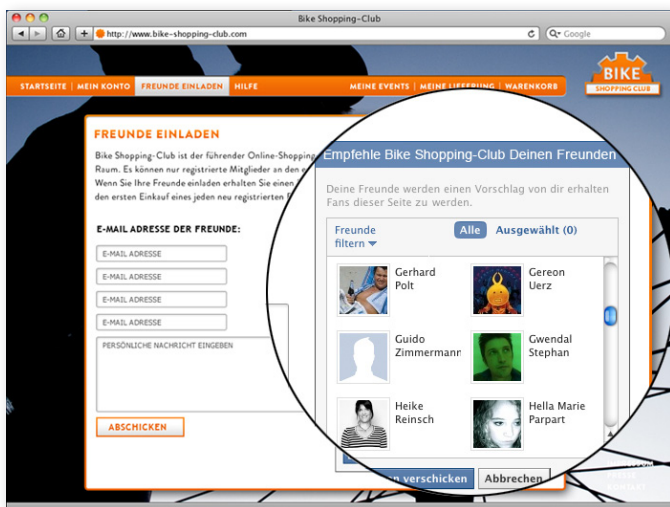 Bike Shopping-Club
http://www.bike-shopping-club.com
Google
STARTSEITE | MEIN KONTO FREUNDE EINLADEN HILFE
MEINE EVENTS | MEINE LIEFERUNG | WARENKORB
BIKE
SHOPPING CLUB
FREUNDE EINLADEN
Bike Shopping-Club ist der führender Online-Shopping
Raum. Es können nur registrierte Mitglieder an den
Wenn Sie Ihre Freunde einladen erhalten Sie einen
den ersten Einkauf eines jeden neu registrierten
E-MAIL ADRESSE DER FREUNDE:
E-MAIL ADRESSE
E-MAIL ADRESSE
E-MAIL ADRESSE
E-MAIL ADRESSE
PERSÖNLICHE NACHRICHT EINGEBEN
ABSCHICKEN
Empfehle Bike Shopping-Club Deinen Freunden
Deine Freunde werden einen Vorschlag von dir erhalten
Fans dieser Seite zu werden.
Freunde
filtern
Alle
Ausgewählt (0)
Gerhard
Polt
Gereon
Uerz
Guido
Zimmermann
Gwendal
Stephan
Heike
Reinsch
Hella Marie
Parpart
en verschicken
Abbrechen
KONTAKT